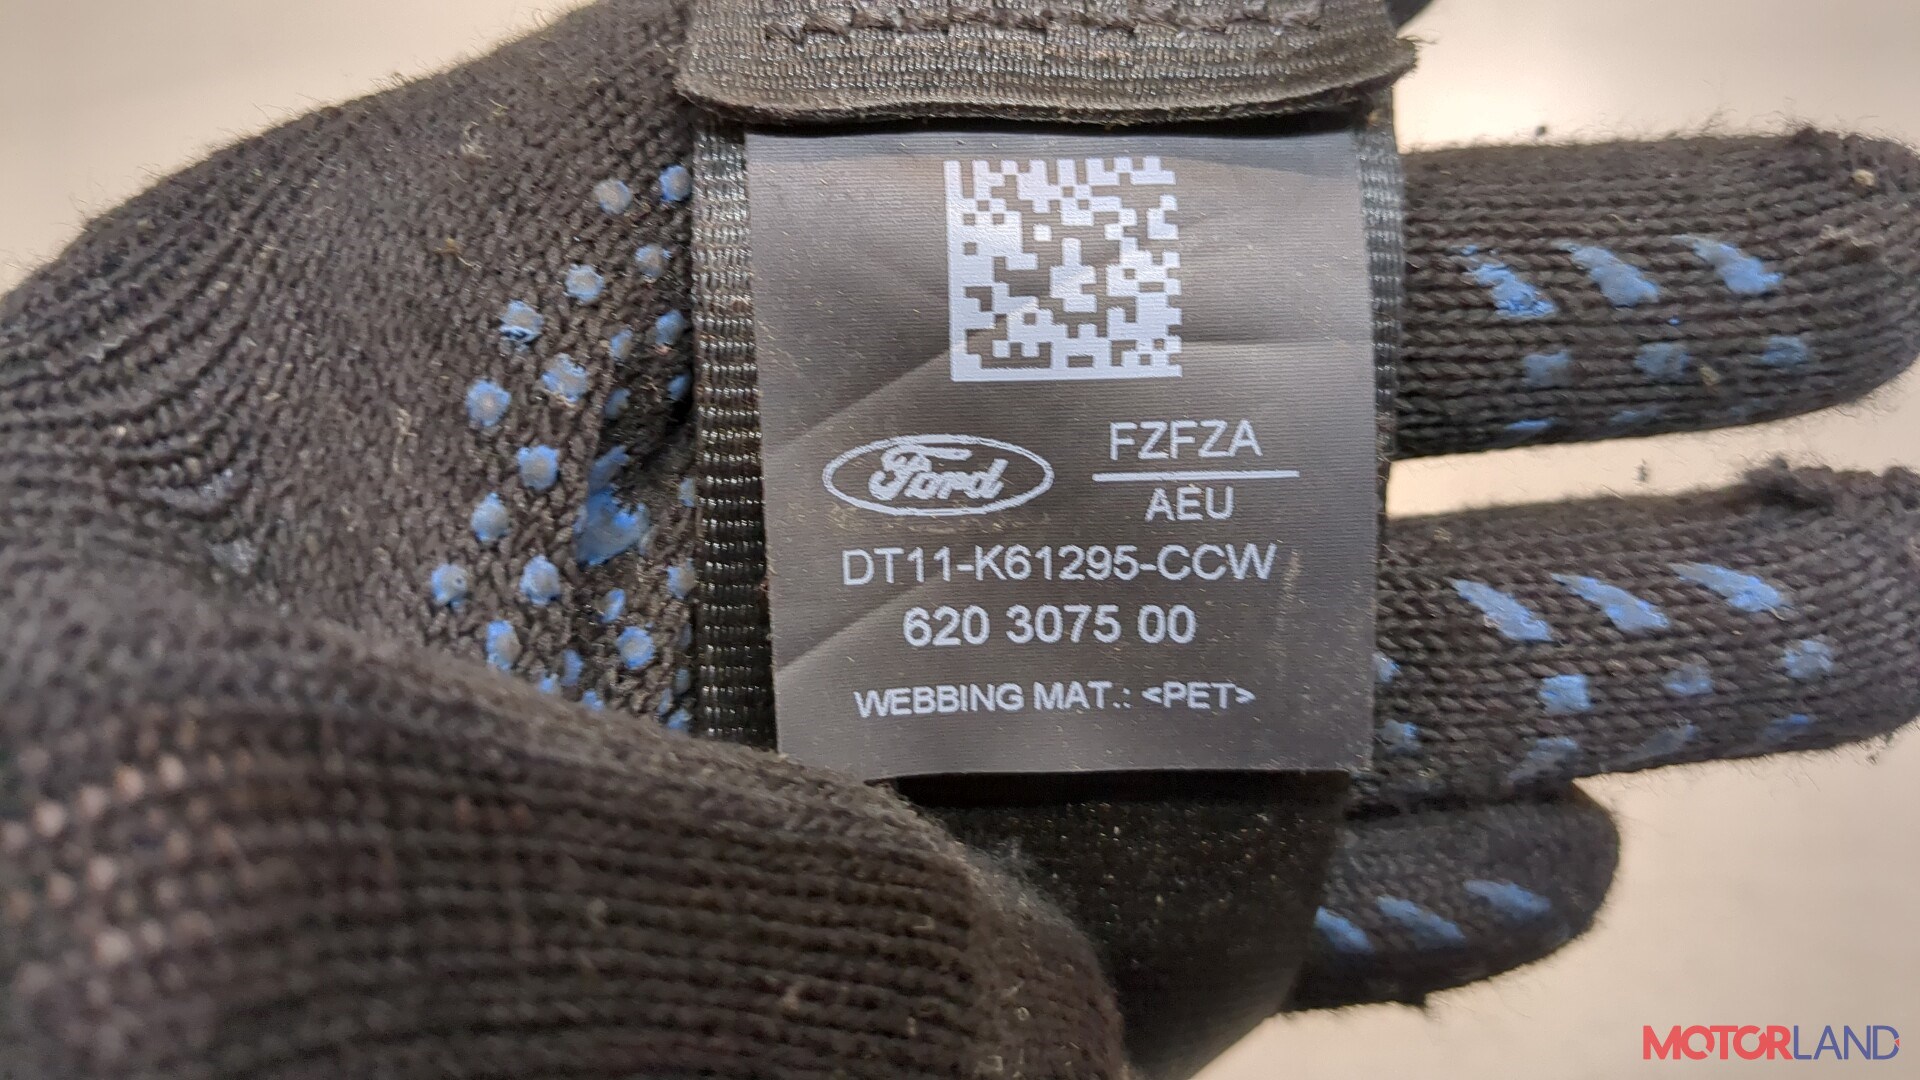 Ford
FZFZA
AEU
DT11-K61295-CCW
620 3075 00
WEBBING MAT.: <PET>
MOTORLAND